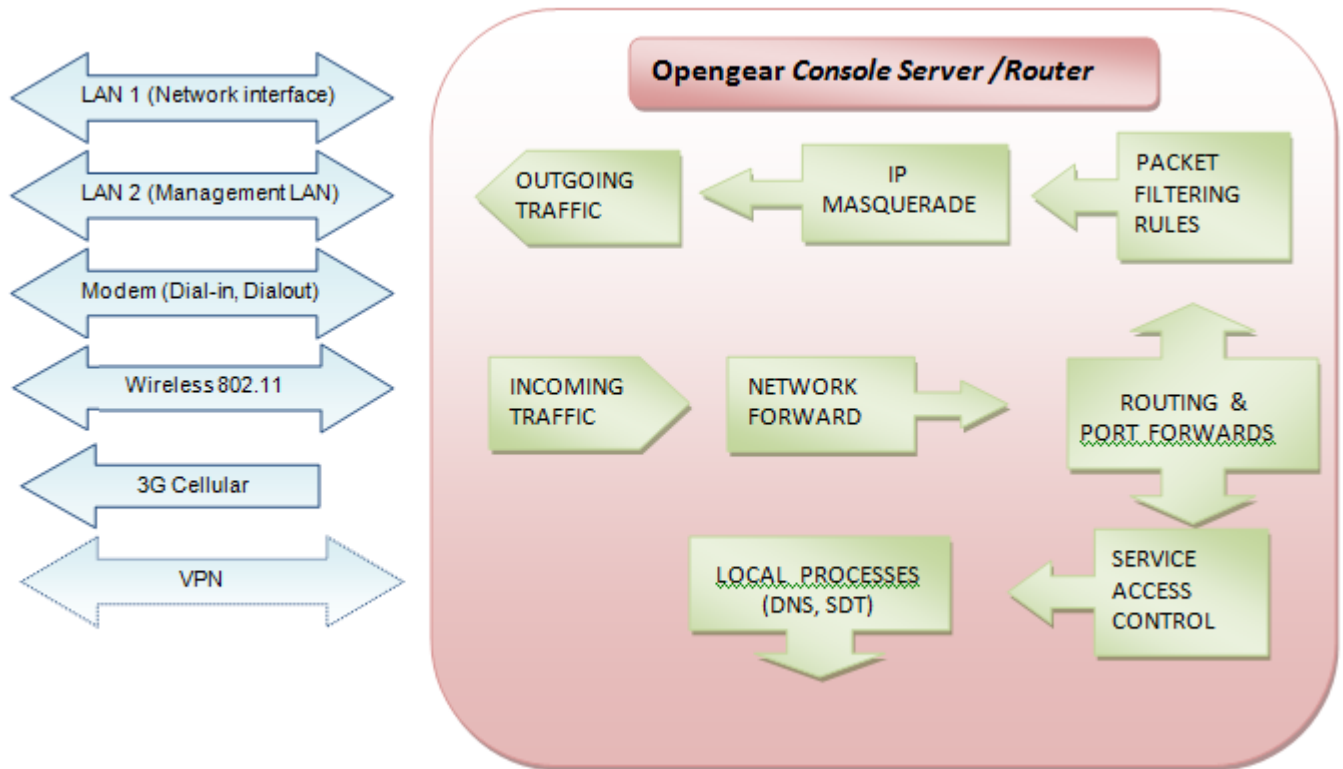 LAN 1 (Network interface)
LAN 2 (Management LAN)
Modem (Dial-in, Dialout)
Wireless 802.11
3G Cellular
VPN
Opengear Console Server /Router
OUTGOING
TRAFFIC
IP
MASQUERADE
PACKET
FILTERING
RULES
INCOMING
TRAFFIC
NETWORK
FORWARD
ROUTING &
PORT FORWARDS
LOCAL PROCESSES
(DNS, SDT)
SERVICE
ACCESS
CONTROL